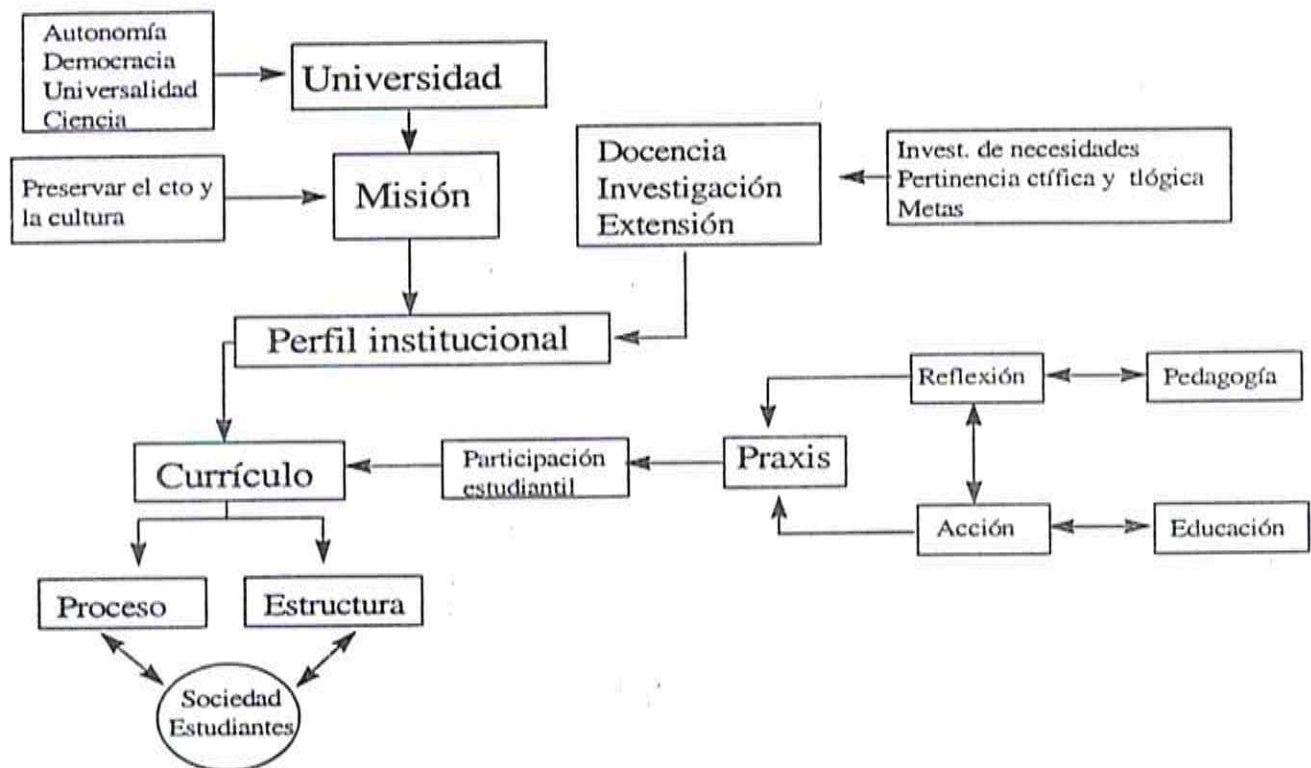 Autonomía
Democracia
Universalidad
Ciencia
Universidad
Preservar el cto y
la cultura
Misión
Docencia
Investigación
Extensión
Invest. de necesidades
Pertinencia ctífica y tlógica
Metas
Perfil institucional
Reflexión
Pedagogía
Currículo
Participación
estudiantil
Praxis
Acción
Educación
Proceso
Estructura
Sociedad
Estudiantes